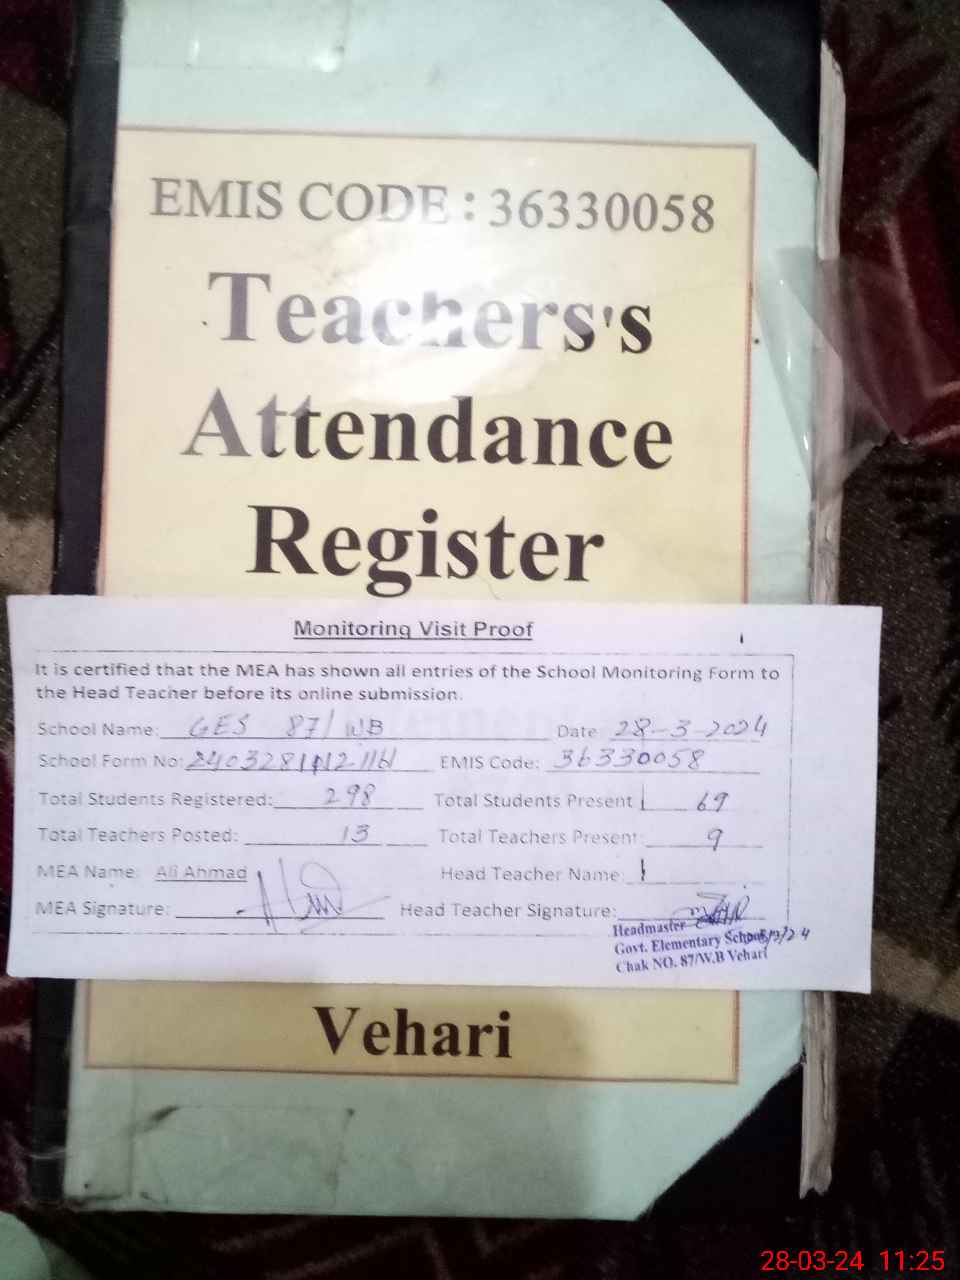 EMIS CODE : 36330058
Teachers's
Attendance
Register
Monitoring Visit Proof
It is certified that the MEA has shown all entries of the School Monitoring Form to
the Head Teacher before its online submission.
School Name: GES 87/WB Date 28-3-2024
School Form No: EMIS Code: 36330058
Total Students Registered: 298 Total Students Present 69
Total Teachers Posted: 13 Total Teachers Present: 9
MEA Name: Ali Ahmad Head Teacher Name
MEA Signature: Head Teacher Signature:
Headmaster
Govt. Elementary School
Chak NO. 87/W.B Vehari
Vehari
28-03-24 11:25